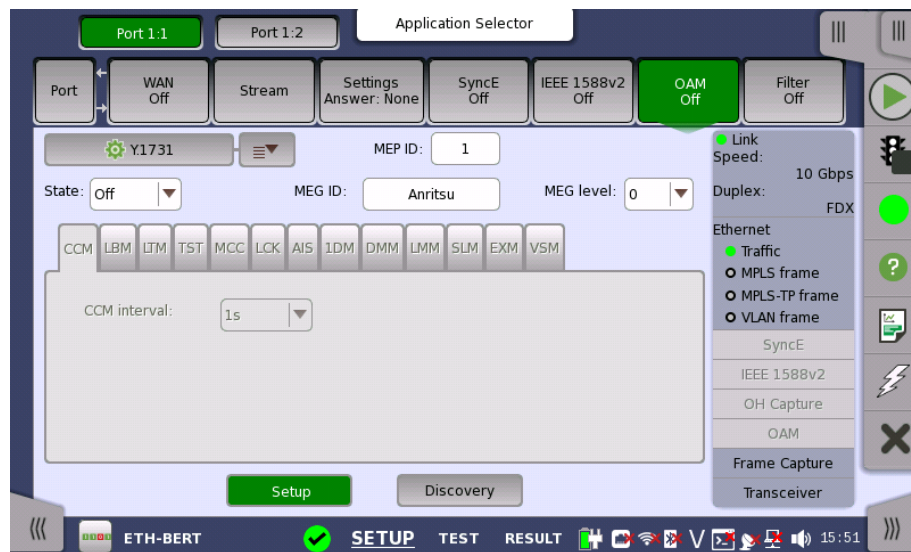 Application Selector
Port 1:1
Port 1:2
Port
WAN
Off
Stream
Settings
Answer: None
SyncE
Off
IEEE 1588v2
Off
OAM
Off
Filter
Off
Y.1731
MEP ID:
1
State:
Off
MEG ID:
Anritsu
MEG level:
0
CCM
LBM
LTM
TST
MCC
LCK
AIS
1DM
DMM
LMM
SLM
EXM
VSM
CCM interval:
1s
Link
Speed:
10 Gbps
Duplex:
FDX
Ethernet
Traffic
MPLS frame
MPLS-TP frame
VLAN frame
SyncE
IEEE 1588v2
OH Capture
OAM
Frame Capture
Transceiver
Setup
Discovery
ETH-BERT
SETUP
TEST
RESULT
V
15:51